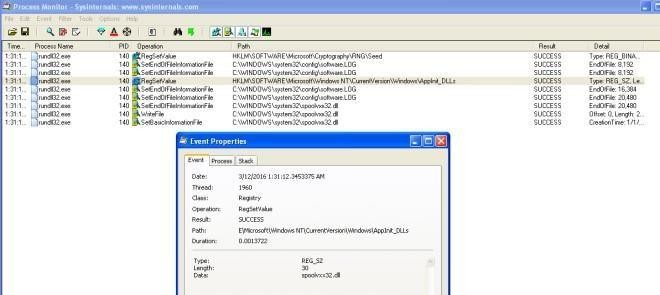 Process Monitor - Sysinternals: www.sysinternals.com
File Edit Event Filter Tools Options Help
Time... Process Name PID Operation Path Result Detail
1:31:1... rundll32.exe 140 RegSetValue HKLM\SOFTWARE\Microsoft\Cryptography\RNG\Seed SUCCESS Type: REG_BINA...
1:31:1... rundll32.exe 140 SetEndOfFileInformationFile C:\WINDOWS\system32\config\software.LOG SUCCESS EndOfFile: 8,192
1:31:1... rundll32.exe 140 SetEndOfFileInformationFile C:\WINDOWS\system32\config\software.LOG SUCCESS EndOfFile: 8,192
1:31:1... rundll32.exe 140 RegSetValue HKLM\SOFTWARE\Microsoft\Windows NT\CurrentVersion\Windows\AppInit_DLLs SUCCESS Type: REG_SZ, Le...
1:31:1... rundll32.exe 140 SetEndOfFileInformationFile C:\WINDOWS\system32\config\software.LOG SUCCESS EndOfFile: 16,384
1:31:1... rundll32.exe 140 SetEndOfFileInformationFile C:\WINDOWS\system32\config\software.LOG SUCCESS EndOfFile: 20,480
1:31:1... rundll32.exe 140 SetEndOfFileInformationFile C:\WINDOWS\system32\spoolvxx32.dll SUCCESS EndOfFile: 20,480
1:31:1... rundll32.exe 140 WriteFile C:\WINDOWS\system32\spoolvxx32.dll SUCCESS Offset: 0, Length: 2...
1:31:1... rundll32.exe 140 SetBasicInformationFile C:\WINDOWS\system32\spoolvxx32.dll SUCCESS CreationTime: 1/1/...
Event Properties
Event Process Stack
Date: 3/12/2016 1:31:12.3453375 AM
Thread: 1960
Class: Registry
Operation: RegSetValue
Result: SUCCESS
Path: E\Microsoft\Windows NT\CurrentVersion\Windows\AppInit_DLLs
Duration: 0.0013722
Type: REG_SZ
Length: 30
Data: spoolvxx32.dll